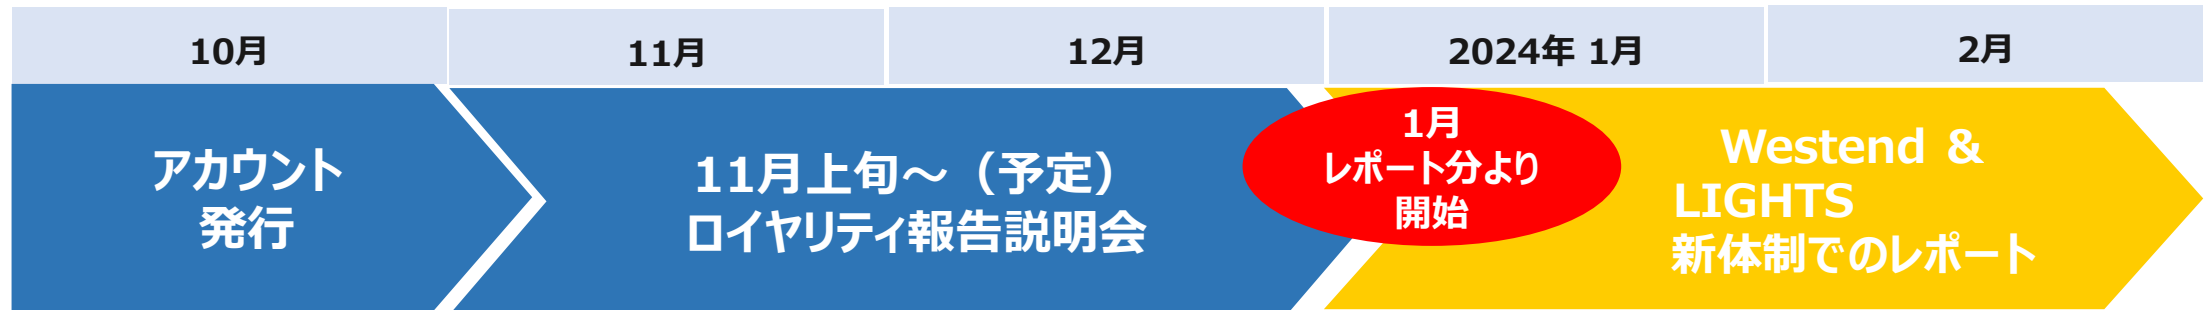 10月
11月
12月
2024年 1月
2月
アカウント
発行
11月上旬～（予定）
ロイヤリティ報告説明会
1月
レポート分より
開始
Westend &
LIGHTS
新体制でのレポート